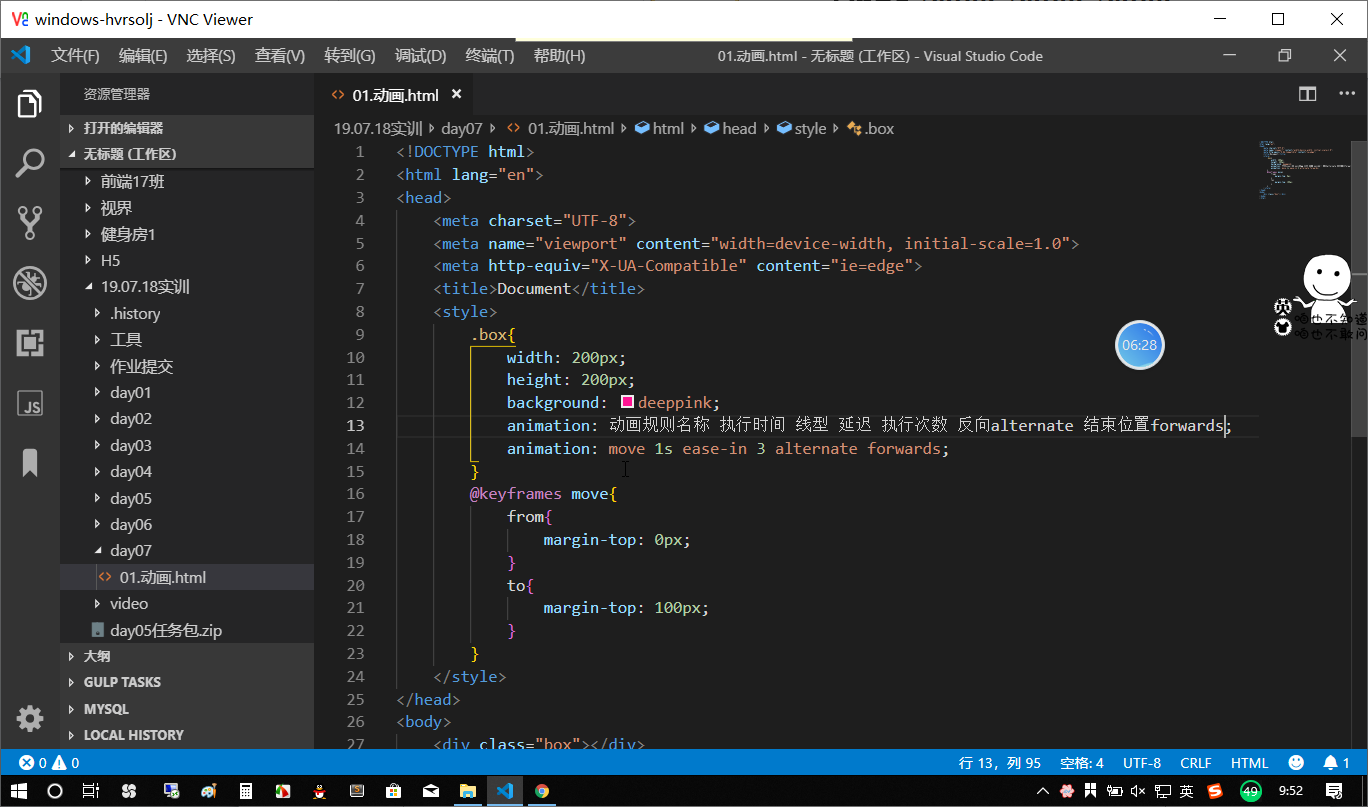 windows-hvrsolj - VNC Viewer
文件(F) 编辑(E) 选择(S) 查看(V) 转到(G) 调试(D) 终端(T) 帮助(H) 01.动画.html - 无标题 (工作区) - Visual Studio Code
资源管理器
打开的编辑器
无标题 (工作区)
前端17班
视界
健身房1
H5
19.07.18实训
.history
工具
作业提交
day01
day02
day03
day04
day05
day06
day07
01.动画.html
video
day05任务包.zip
大纲
GULP TASKS
MYSQL
LOCAL HISTORY
01.动画.html
19.07.18实训 day07 01.动画.html html head style .box
1 <!DOCTYPE html>
2 <html lang="en">
3 <head>
4 <meta charset="UTF-8">
5 <meta name="viewport" content="width=device-width, initial-scale=1.0">
6 <meta http-equiv="X-UA-Compatible" content="ie=edge">
7 <title>Document</title>
8 <style>
9 .box{
10 width: 200px;
11 height: 200px;
12 background: deeppink;
13 animation: 动画规则名称 执行时间 线型 延迟 执行次数 反向alternate 结束位置forwards;
14 animation: move 1s ease-in 3 alternate forwards;
15 }
16 @keyframes move{
17 from{
18 margin-top: 0px;
19 }
20 to{
21 margin-top: 100px;
22 }
23 }
24 </style>
25 </head>
26 <body>
27 <div class="box"></div>
06:28
英
咱也不知道
咱也不敢问
JS
0 0 行 13，列 95 空格: 4 UTF-8 CRLF HTML 1
英 49 9:52